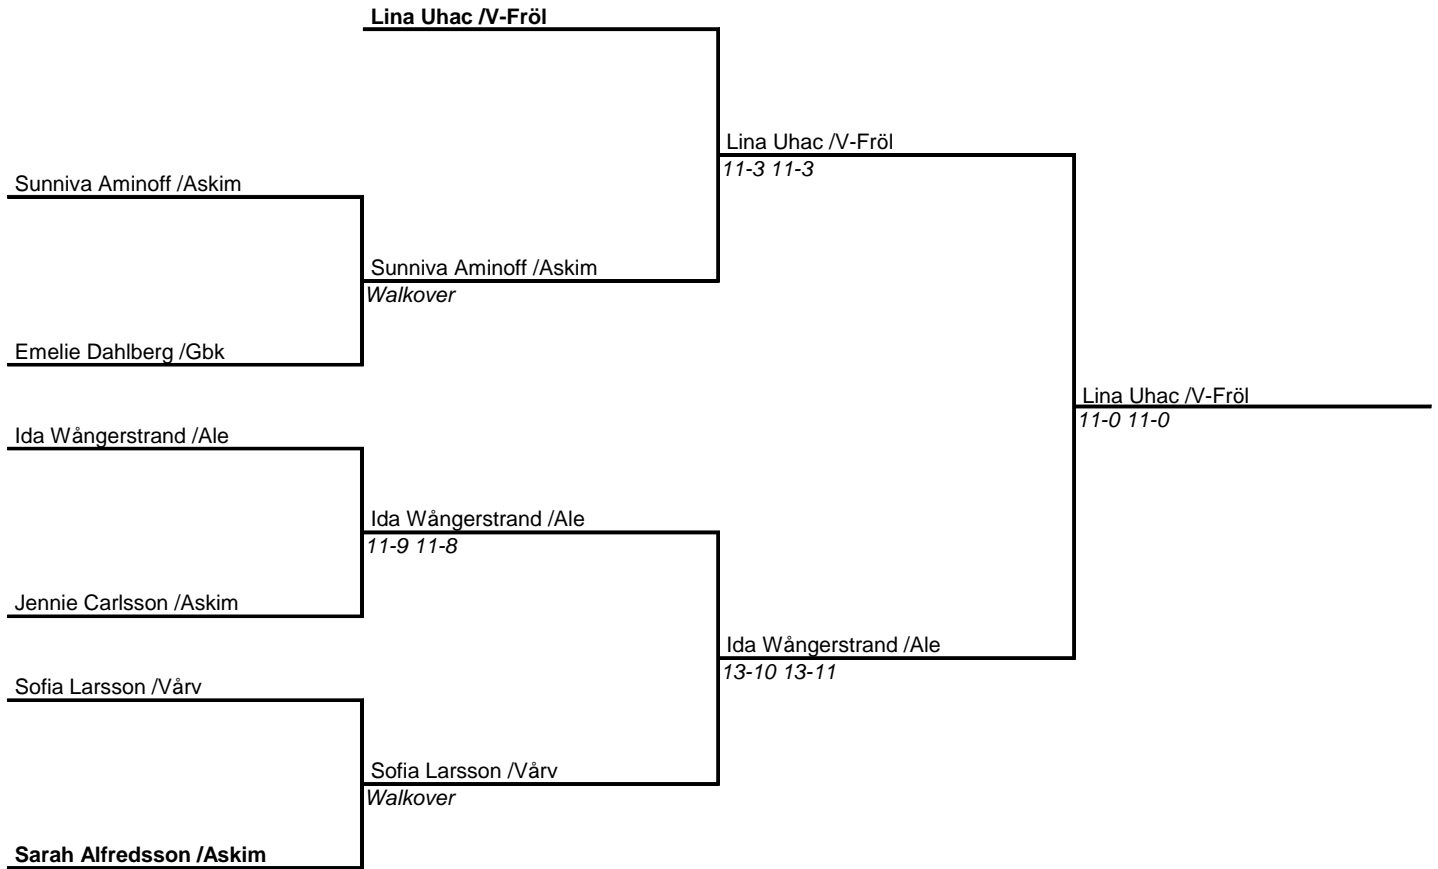 Lina Uhac /V-Fröl
Lina Uhac /V-Fröl
11-3 11-3
Sunniva Aminoff /Askim
Sunniva Aminoff /Askim
Walkover
Emelie Dahlberg /Gbk
Lina Uhac /V-Fröl
11-0 11-0
Ida Wångerstrand /Ale
Ida Wångerstrand /Ale
11-9 11-8
Jennie Carlsson /Askim
Ida Wångerstrand /Ale
13-10 13-11
Sofia Larsson /Vårv
Sofia Larsson /Vårv
Walkover
Sarah Alfredsson /Askim